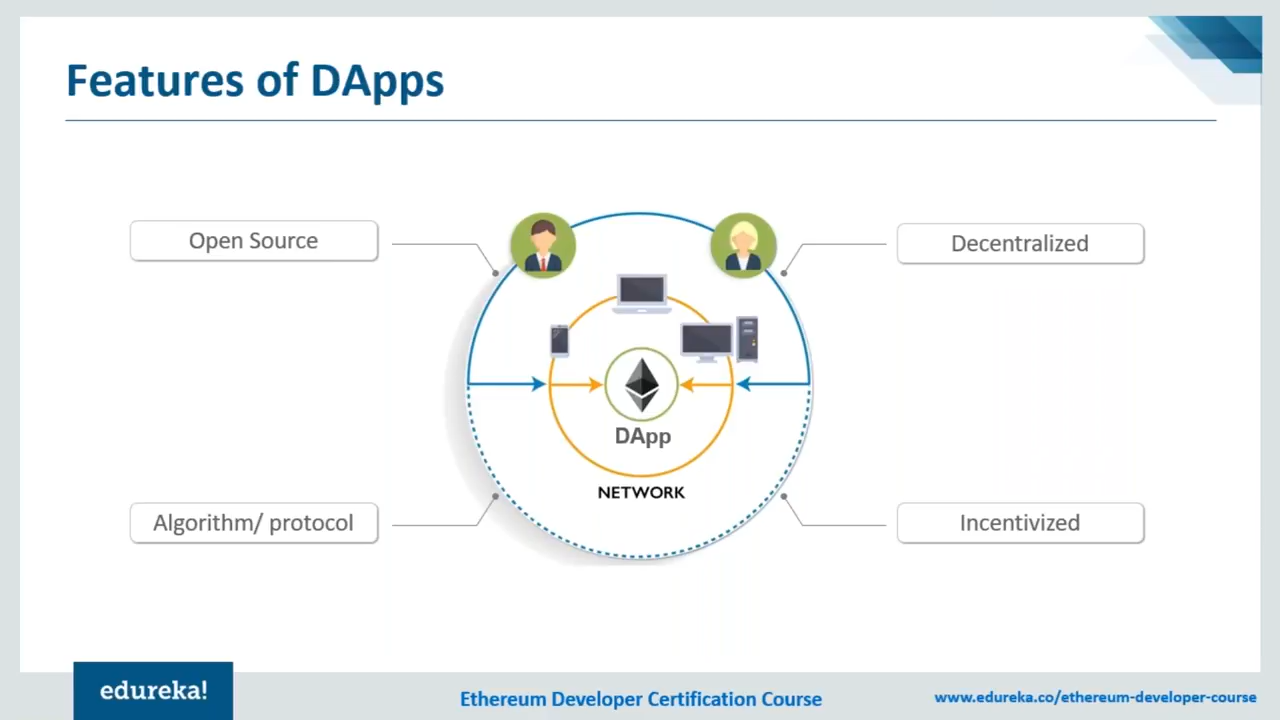 Features of DApps
Open Source
Decentralized
DApp
NETWORK
Algorithm/ protocol
Incentivized
edureka!
Ethereum Developer Certification Course
www.edureka.co/ethereum-developer-course